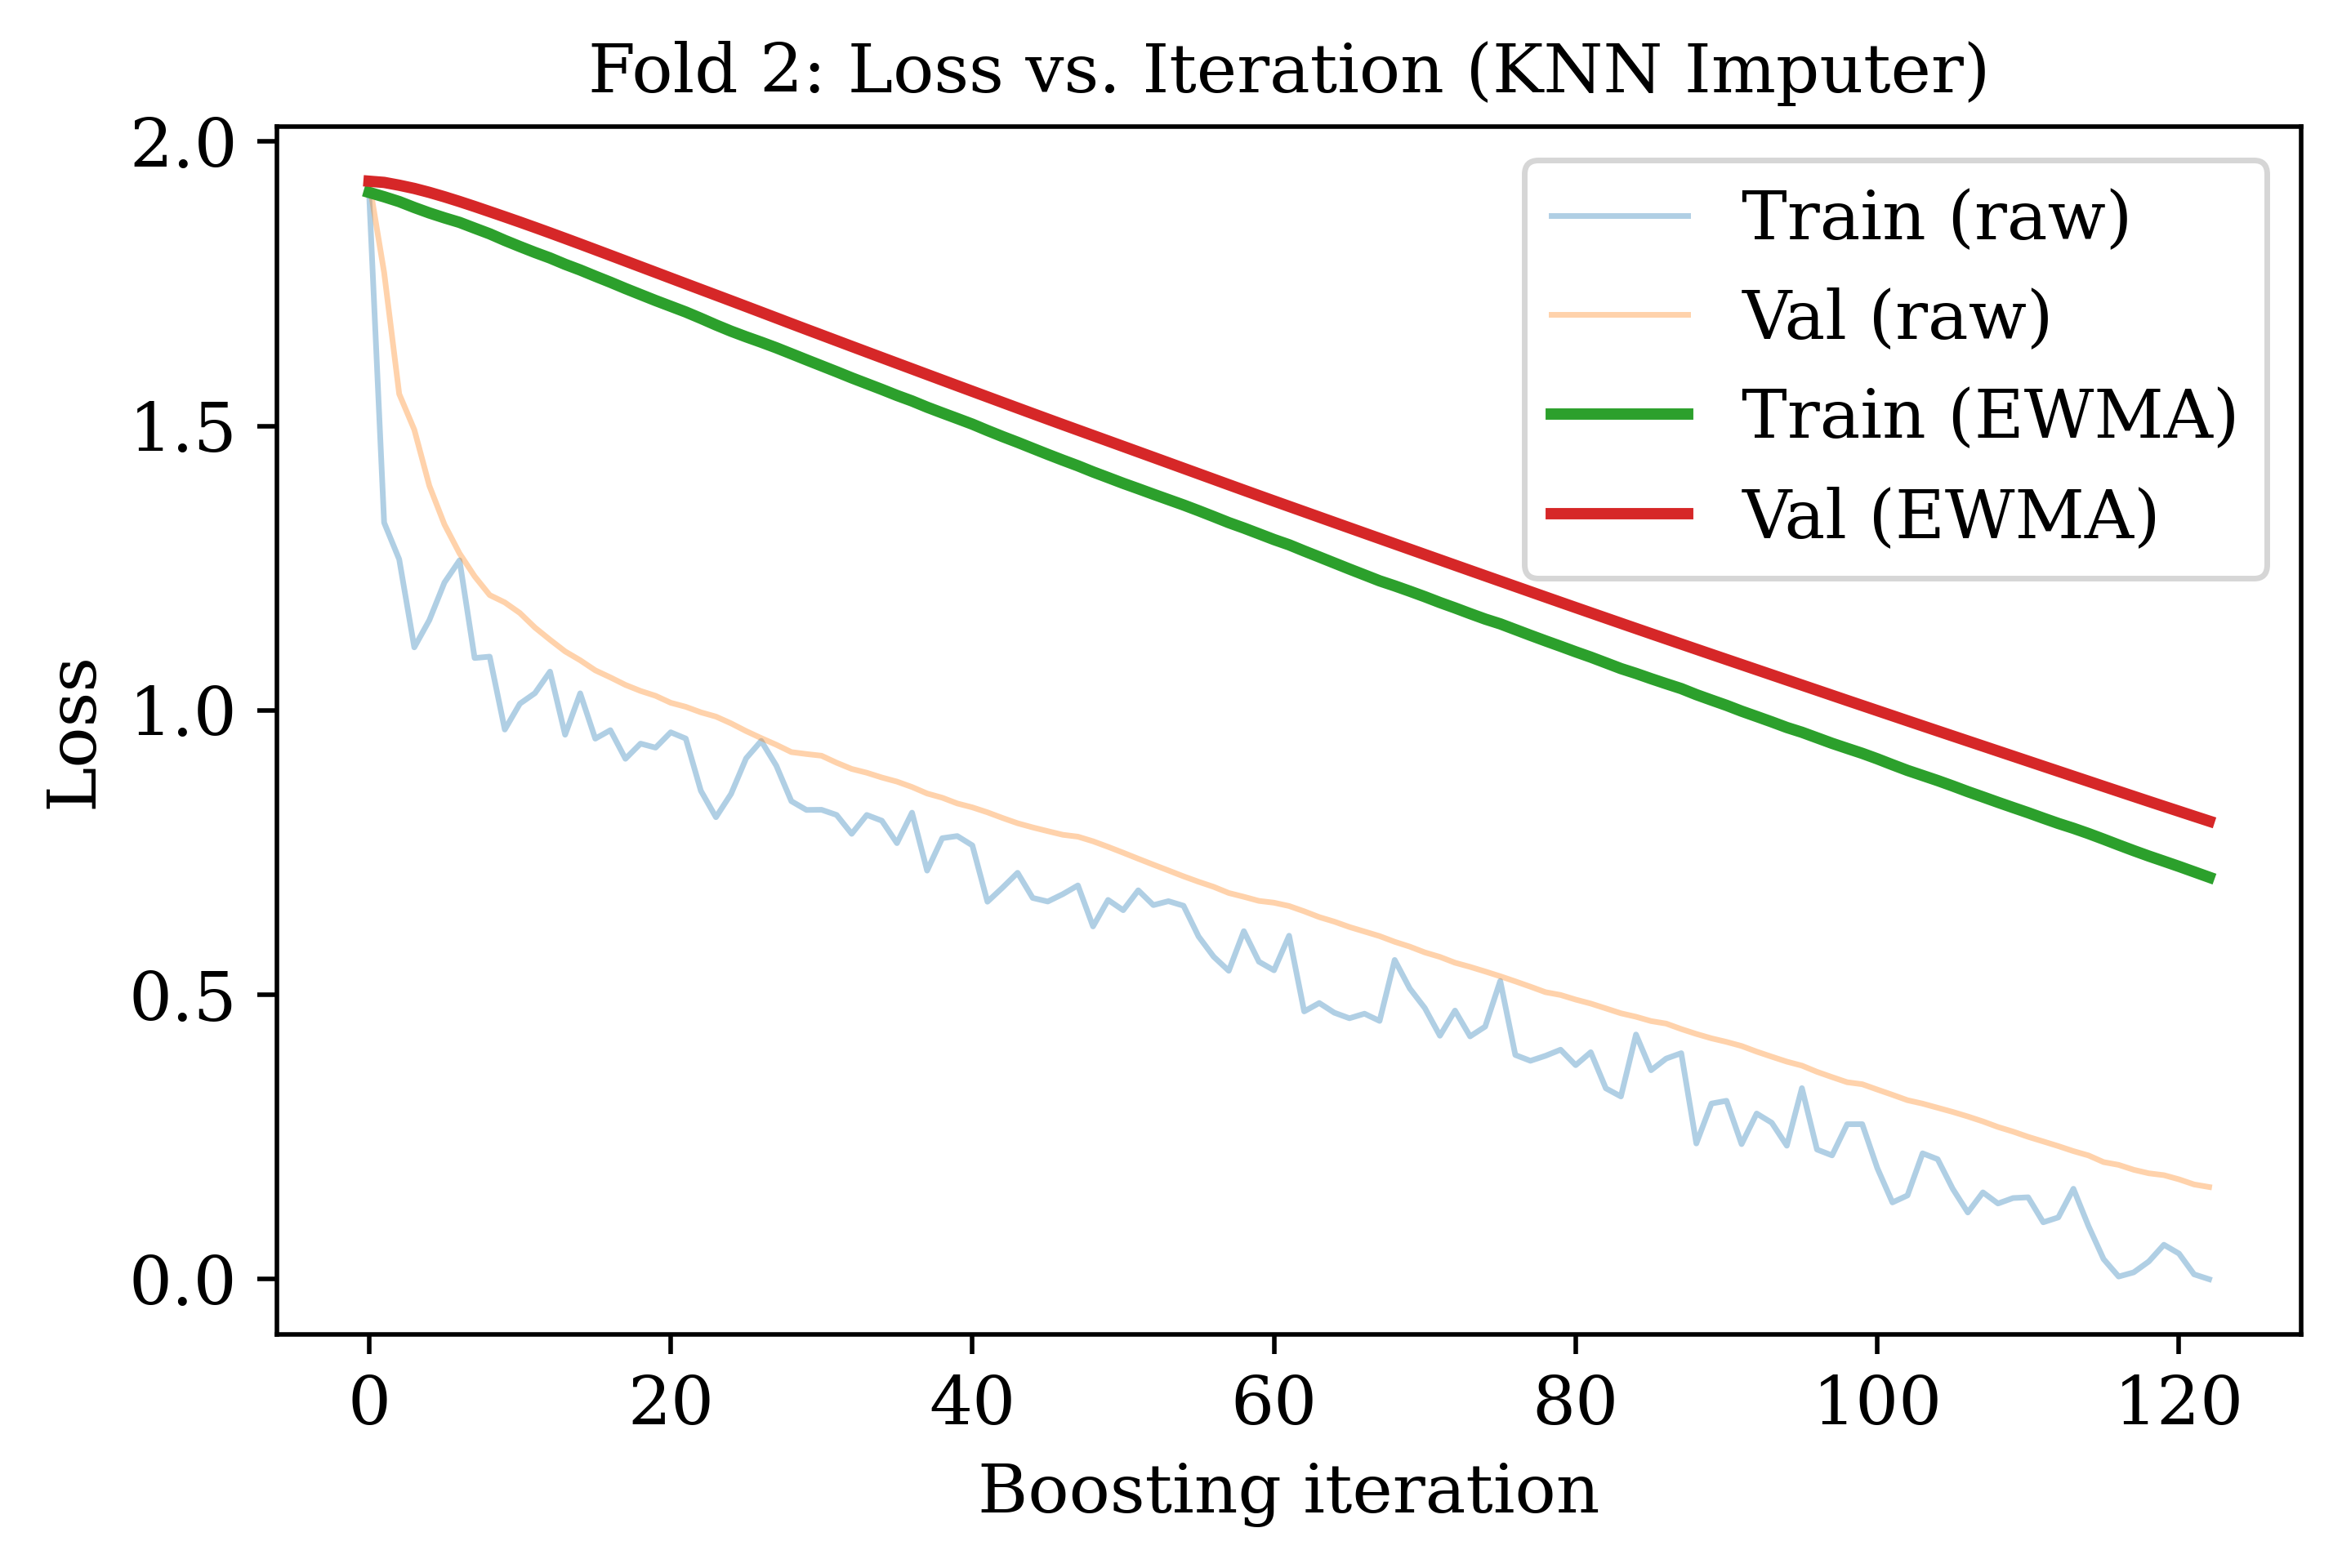 Fold 2: Loss vs. Iteration (KNN Imputer)
2.0
1.5
1.0
0.5
0.0
Loss
Train (raw)
Val (raw)
Train (EWMA)
Val (EWMA)
0 20 40 60 80 100 120
Boosting iteration